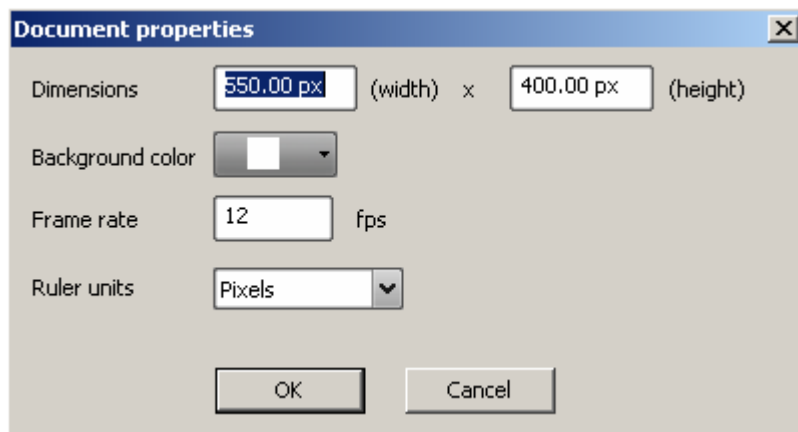 Document properties
Dimensions 550.00 px (width) x 400.00 px (height)
Background color
Frame rate 12 fps
Ruler units Pixels
OK Cancel